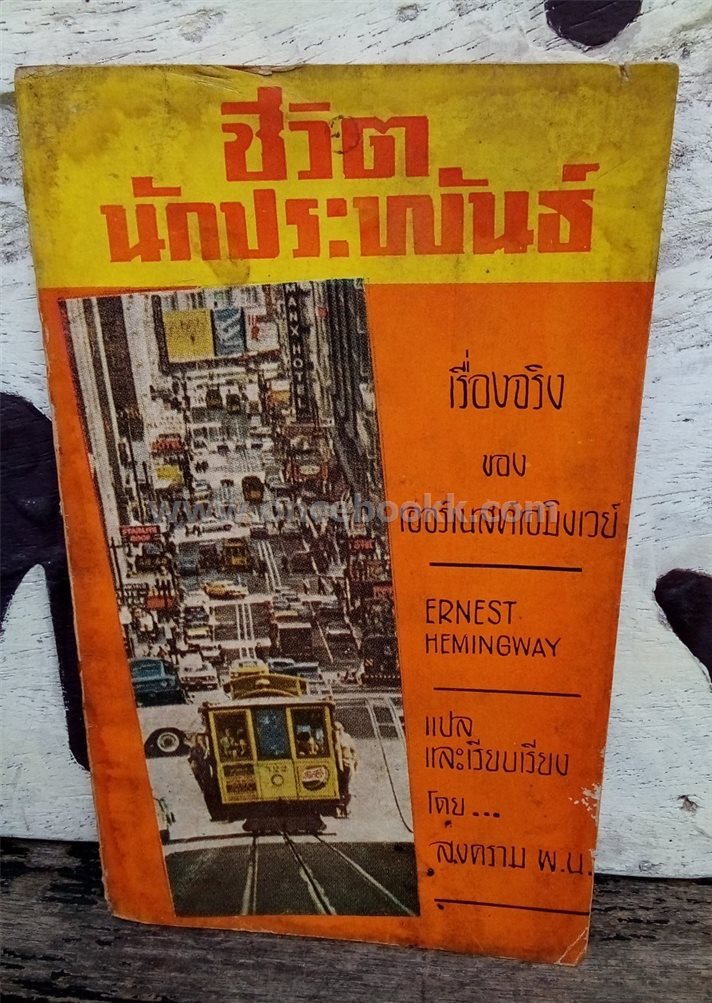 ชีวิต
นักประพันธ์
เรื่องจริง
ของ
เออร์เนสต์ เฮมิงเวย์
ERNEST
HEMINGWAY
แปล
และเรียบเรียง
โดย ...
สงคราม พ.น.